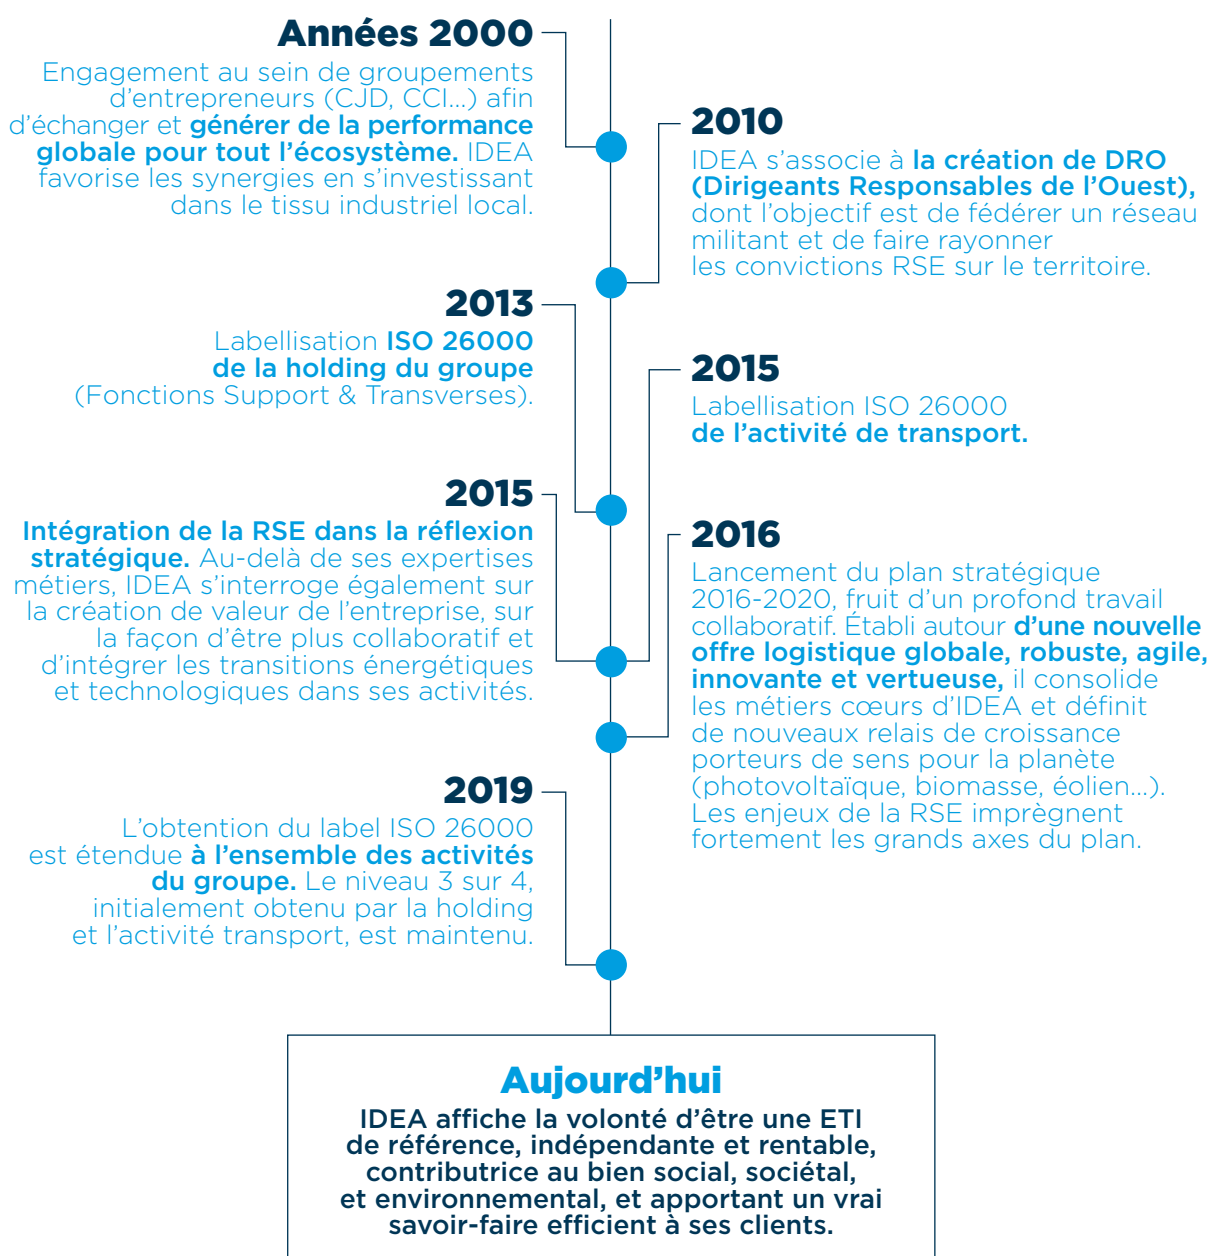 Années 2000
Engagement au sein de groupements
d’entrepreneurs (CJD, CCI...) afin
d’échanger et générer de la performance
globale pour tout l’écosystème. IDEA
favorise les synergies en s’investissant
dans le tissu industriel local.
2010
IDEA s’associe à la création de DRO
(Dirigeants Responsables de l’Ouest),
dont l’objectif est de fédérer un réseau
militant et de faire rayonner
les convictions RSE sur le territoire.
2013
Labellisation ISO 26000
de la holding du groupe
(Fonctions Support & Transverses).
2015
Labellisation ISO 26000
de l’activité de transport.
2015
Intégration de la RSE dans la réflexion
stratégique. Au-delà de ses expertises
métiers, IDEA s’interroge également sur
la création de valeur de l’entreprise, sur
la façon d’être plus collaboratif et
d’intégrer les transitions énergétiques
et technologiques dans ses activités.
2016
Lancement du plan stratégique
2016-2020, fruit d’un profond travail
collaboratif. Établi autour d’une nouvelle
offre logistique globale, robuste, agile,
innovante et vertueuse, il consolide
les métiers cœurs d’IDEA et définit
de nouveaux relais de croissance
porteurs de sens pour la planète
(photovoltaïque, biomasse, éolien...).
Les enjeux de la RSE imprègnent
fortement les grands axes du plan.
2019
L’obtention du label ISO 26000
est étendue à l’ensemble des activités
du groupe. Le niveau 3 sur 4,
initialement obtenu par la holding
et l’activité transport, est maintenu.
Aujourd’hui
IDEA affiche la volonté d’être une ETI
de référence, indépendante et rentable,
contributrice au bien social, sociétal,
et environnemental, et apportant un vrai
savoir-faire efficient à ses clients.